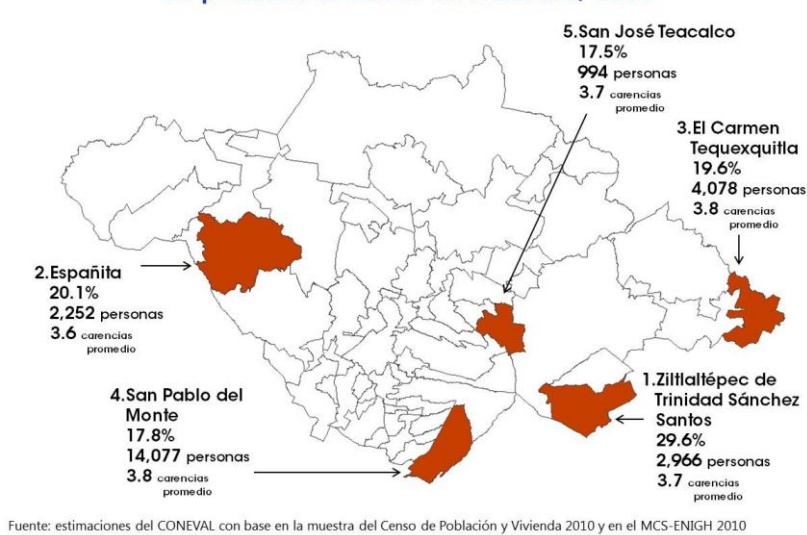 5.San José Teacalco
17.5%
994 personas
3.7 carencias
promedio
3.El Carmen
Tequexquitla
19.6%
4,078 personas
3.8 carencias
promedio
2.Españita
20.1%
2,252 personas
3.6 carencias
promedio
4.San Pablo del
Monte
17.8%
14,077 personas
3.8 carencias
promedio
1.Ziltlaltépec de
Trinidad Sánchez
Santos
29.6%
2,966 personas
3.7 carencias
promedio
Fuente: estimaciones del CONEVAL con base en la muestra del Censo de Población y Vivienda 2010 y en el MCS-ENIGH 2010